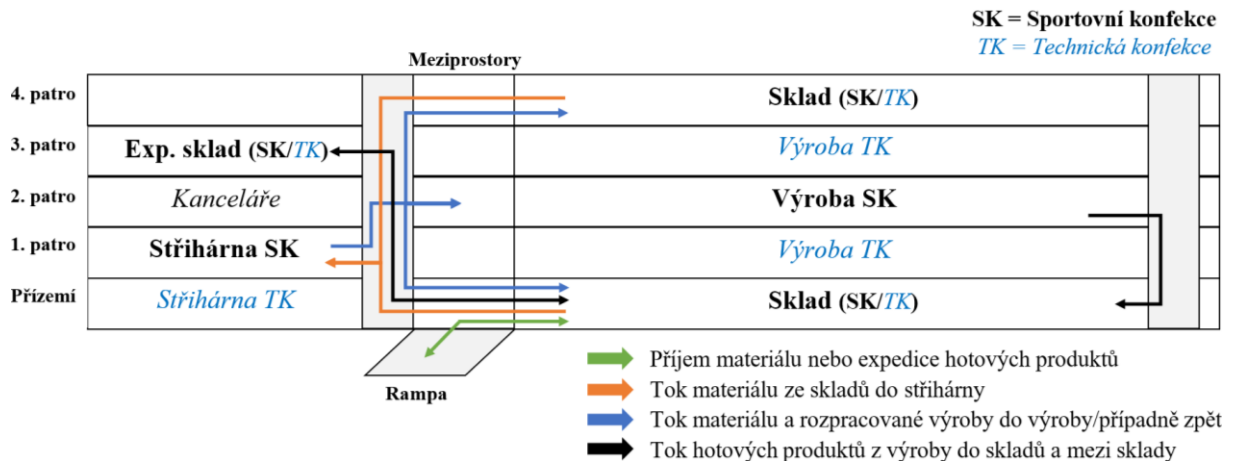 SK = Sportovní konfekce
TK = Technická konfekce
Meziprostory
4. patro Sklad (SK/TK)
3. patro Exp. sklad (SK/TK) Výroba TK
2. patro Kanceláře Výroba SK
1. patro Střihárna SK Výroba TK
Přízemí Střihárna TK Sklad (SK/TK)
Rampa
Příjem materiálu nebo expedice hotových produktů
Tok materiálu ze skladů do střihárny
Tok materiálu a rozpracované výroby do výroby/případně zpět
Tok hotových produktů z výroby do skladů a mezi sklady